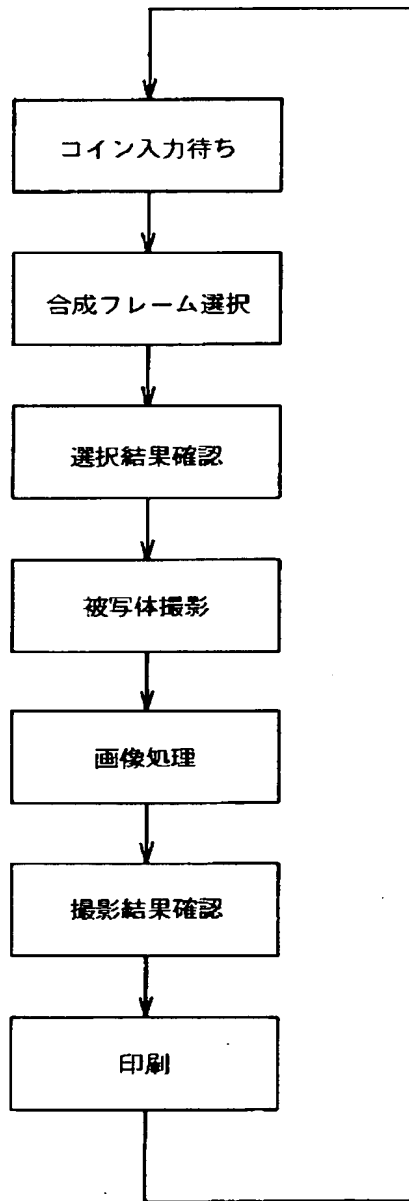 コイン入力待ち
合成フレーム選択
選択結果確認
被写体撮影
画像処理
撮影結果確認
印刷